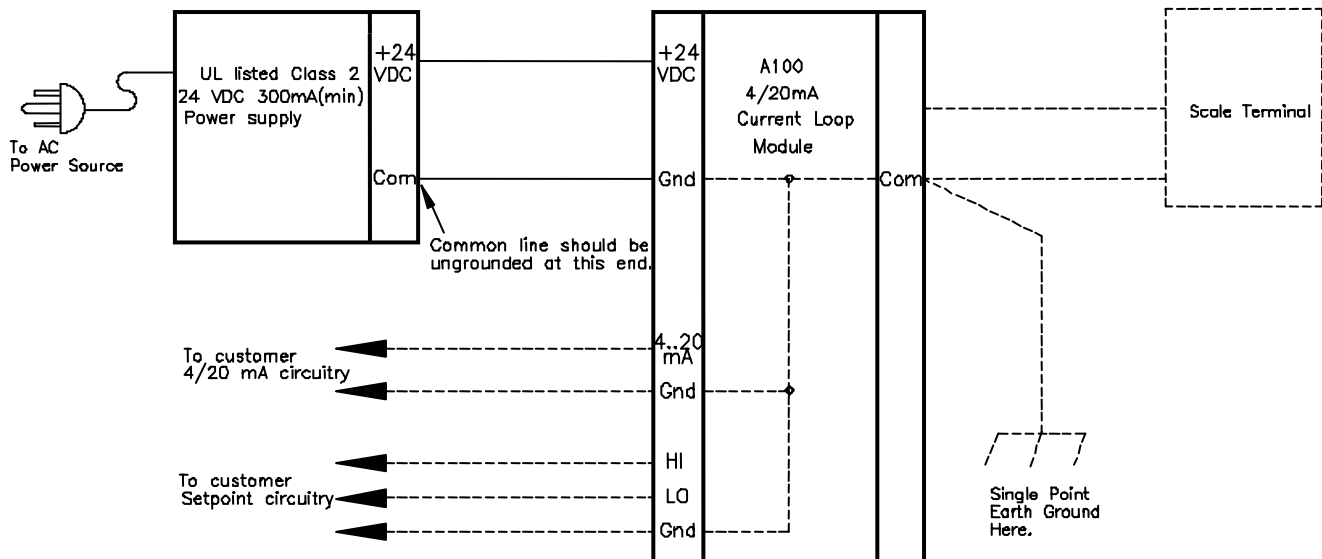 To AC
Power Source
UL listed Class 2
24 VDC 300mA(min)
Power supply
+24
VDC
Com
Common line should be
ungrounded at this end.
+24
VDC
Gnd
4..20
mA
Gnd
HI
LO
Gnd
A100
4/20mA
Current Loop
Module
Com
Scale Terminal
To customer
4/20 mA circuitry
To customer
Setpoint circuitry
Single Point
Earth Ground
Here.